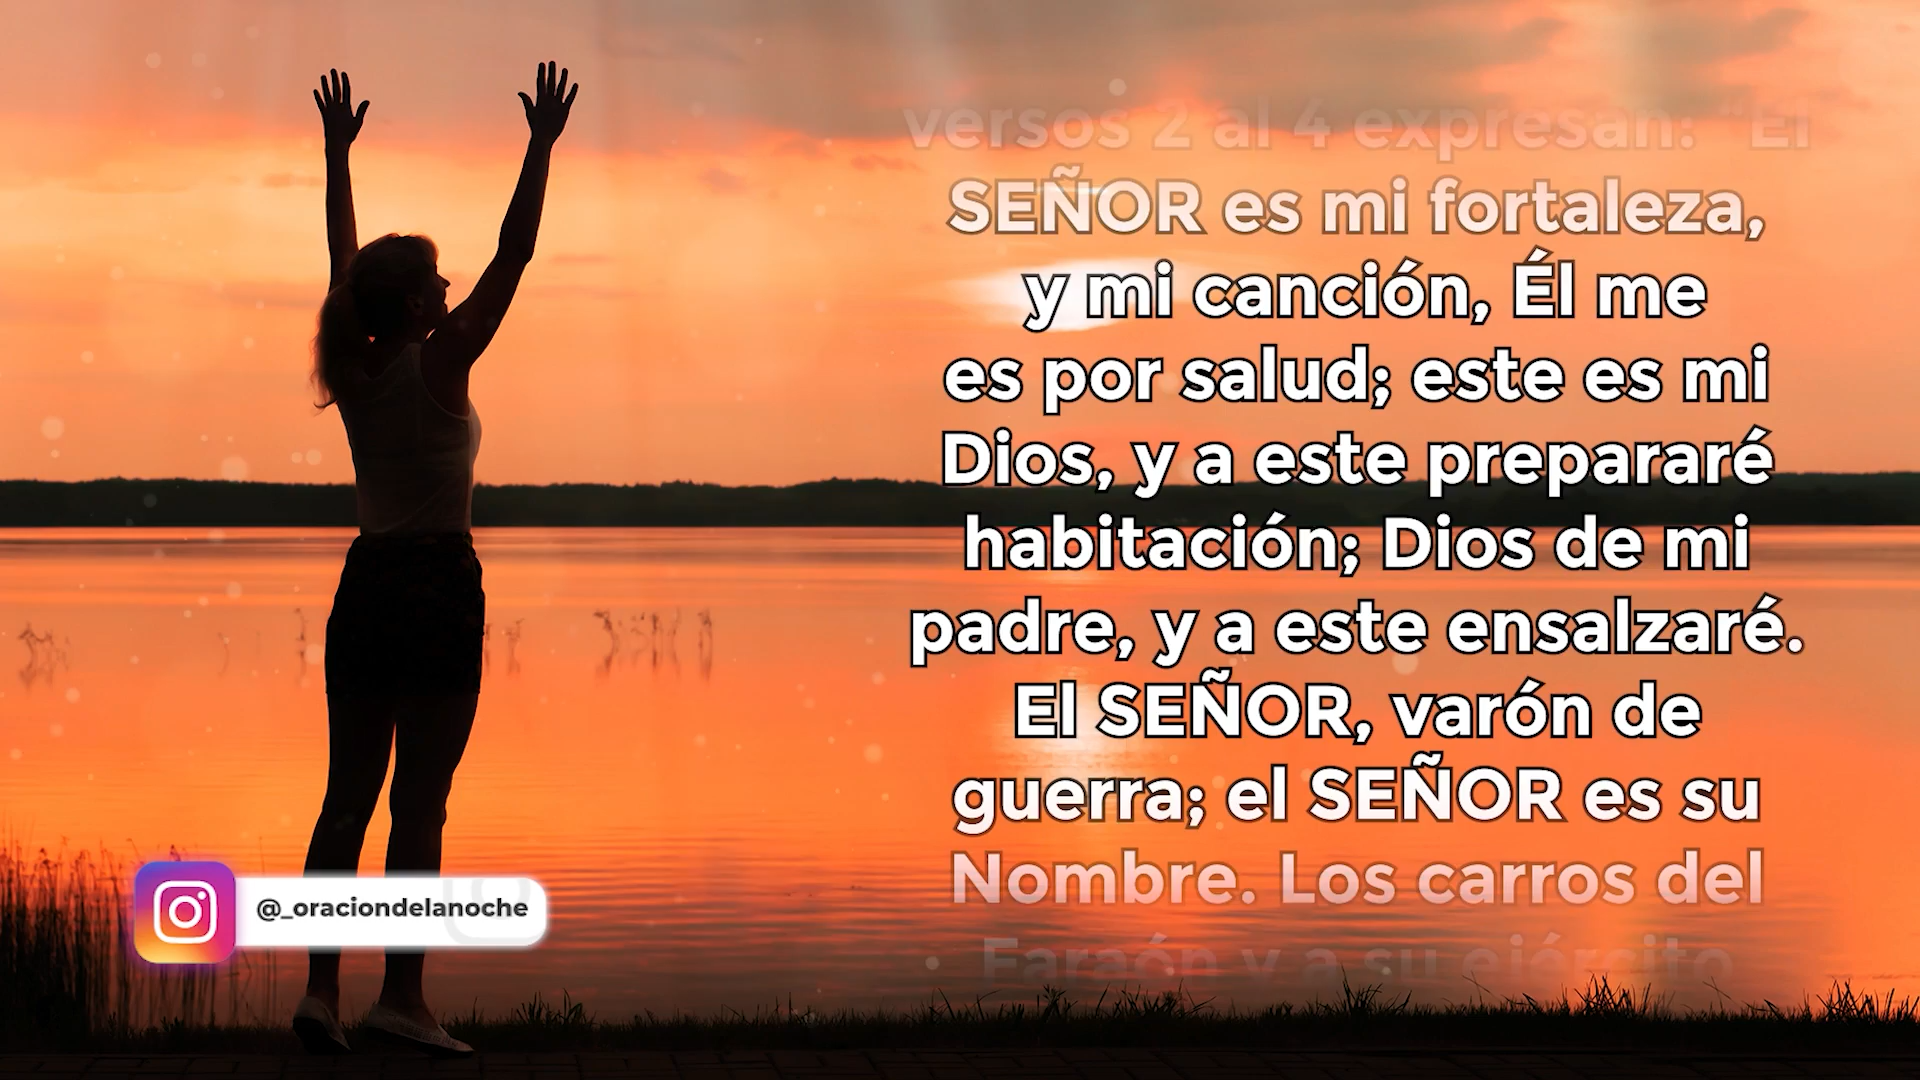 versos 2 al 4 expresan: “El
SEÑOR es mi fortaleza,
y mi canción, Él me
es por salud; este es mi
Dios, y a este prepararé
habitación; Dios de mi
padre, y a este ensalzaré.
El SEÑOR, varón de
guerra; el SEÑOR es su
Nombre. Los carros del
Faraón y a su ejército
@_oraciondelanoche